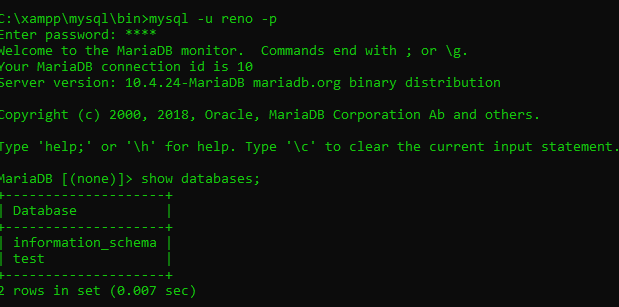 C:\xampp\mysql\bin>mysql -u reno -p
Enter password: ****
Welcome to the MariaDB monitor.  Commands end with ; or \g.
Your MariaDB connection id is 10
Server version: 10.4.24-MariaDB mariadb.org binary distribution

Copyright (c) 2000, 2018, Oracle, MariaDB Corporation Ab and others.

Type 'help;' or '\h' for help. Type '\c' to clear the current input statement.

MariaDB [(none)]> show databases;
+--------------------+
| Database           |
+--------------------+
| information_schema |
| test               |
+--------------------+
2 rows in set (0.007 sec)